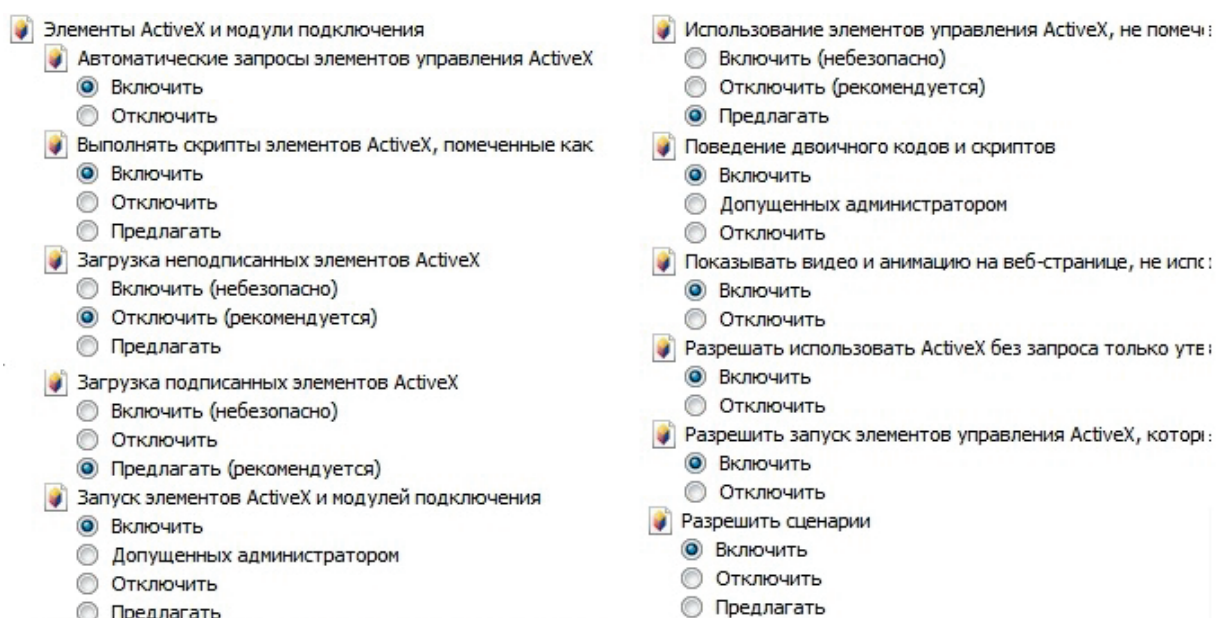 Элементы ActiveX и модули подключения
Автоматические запросы элементов управления ActiveX
Включить
Отключить
Выполнять скрипты элементов ActiveX, помеченные как
Включить
Отключить
Предлагать
Загрузка неподписанных элементов ActiveX
Включить (небезопасно)
Отключить (рекомендуется)
Предлагать
Загрузка подписанных элементов ActiveX
Включить (небезопасно)
Отключить
Предлагать (рекомендуется)
Запуск элементов ActiveX и модулей подключения
Включить
Допущенных администратором
Отключить
Предлагать
Использование элементов управления ActiveX, не
Включить (небезопасно)
Отключить (рекомендуется)
Предлагать
Поведение двоичного кодов и скриптов
Включить
Допущенных администратором
Отключить
Показывать видео и анимацию на веб-странице, не
Включить
Отключить
Разрешать использовать ActiveX без запроса только
Включить
Отключить
Разрешить запуск элементов управления ActiveX,
Включить
Отключить
Разрешить сценарии
Включить
Отключить
Предлагать